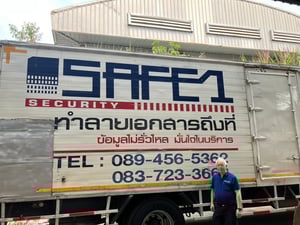 SAFE1
SECURITY
ทำลายเอกสารถึงที่
ข้อมูลไม่รั่วไหล มั่นใจในบริการ
TEL : 089-456-5
083-723-